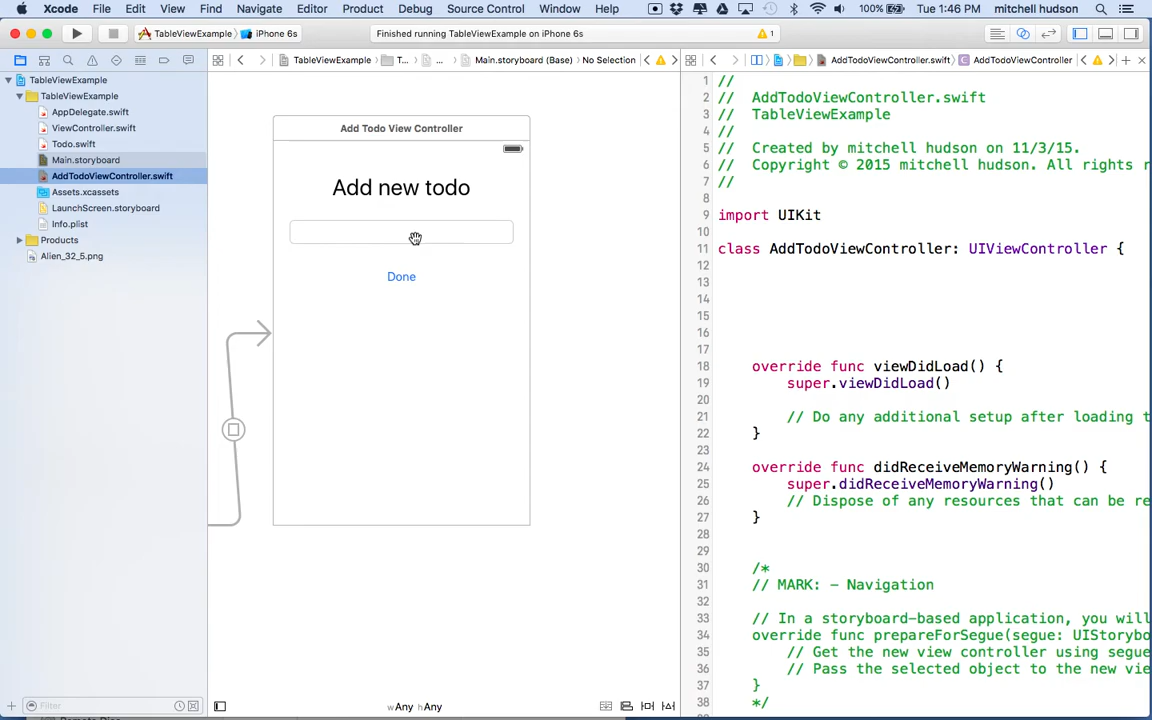 Xcode File Edit View Find Navigate Editor Product Debug Source Control Window Help 100% Tue 1:46 PM mitchell hudson
TableViewExample iPhone 6s Finished running TableViewExample on iPhone 6s 1
TableViewExample T... ... Main.storyboard (Base) No Selection AddTodoViewController.swift AddTodoViewController
TableViewExample
TableViewExample
AppDelegate.swift
ViewController.swift
Todo.swift
Main.storyboard
AddTodoViewController.swift
Assets.xcassets
LaunchScreen.storyboard
Info.plist
Products
Alien_32_5.png
Filter
Add Todo View Controller
Add new todo
Done
wAny hAny
1 //
2 // AddTodoViewController.swift
3 // TableViewExample
4 //
5 // Created by mitchell hudson on 11/3/15.
6 // Copyright © 2015 mitchell hudson. All rights r
7 //
8
9 import UIKit
10
11 class AddTodoViewController: UIViewController {
12
13
14
15
16
17
18 override func viewDidLoad() {
19 super.viewDidLoad()
20
21 // Do any additional setup after loading t
22 }
23
24 override func didReceiveMemoryWarning() {
25 super.didReceiveMemoryWarning()
26 // Dispose of any resources that can be re
27 }
28
29
30 /*
31 // MARK: - Navigation
32
33 // In a storyboard-based application, you wil
34 override func prepareForSegue(segue: UIStorybo
35 // Get the new view controller using segue
36 // Pass the selected object to the new vie
37 }
38 */